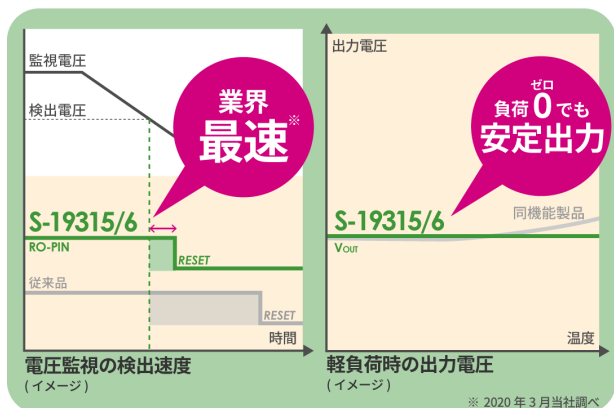 監視電圧
検出電圧
業界
最速※
S-19315/6
RO-PIN
RESET
従来品
RESET
時間
電圧監視の検出速度
(イメージ)
出力電圧
ゼロ
負荷0でも
安定出力
同機能製品
S-19315/6
VOUT
温度
軽負荷時の出力電圧
(イメージ)
※ 2020年3月当社調べ